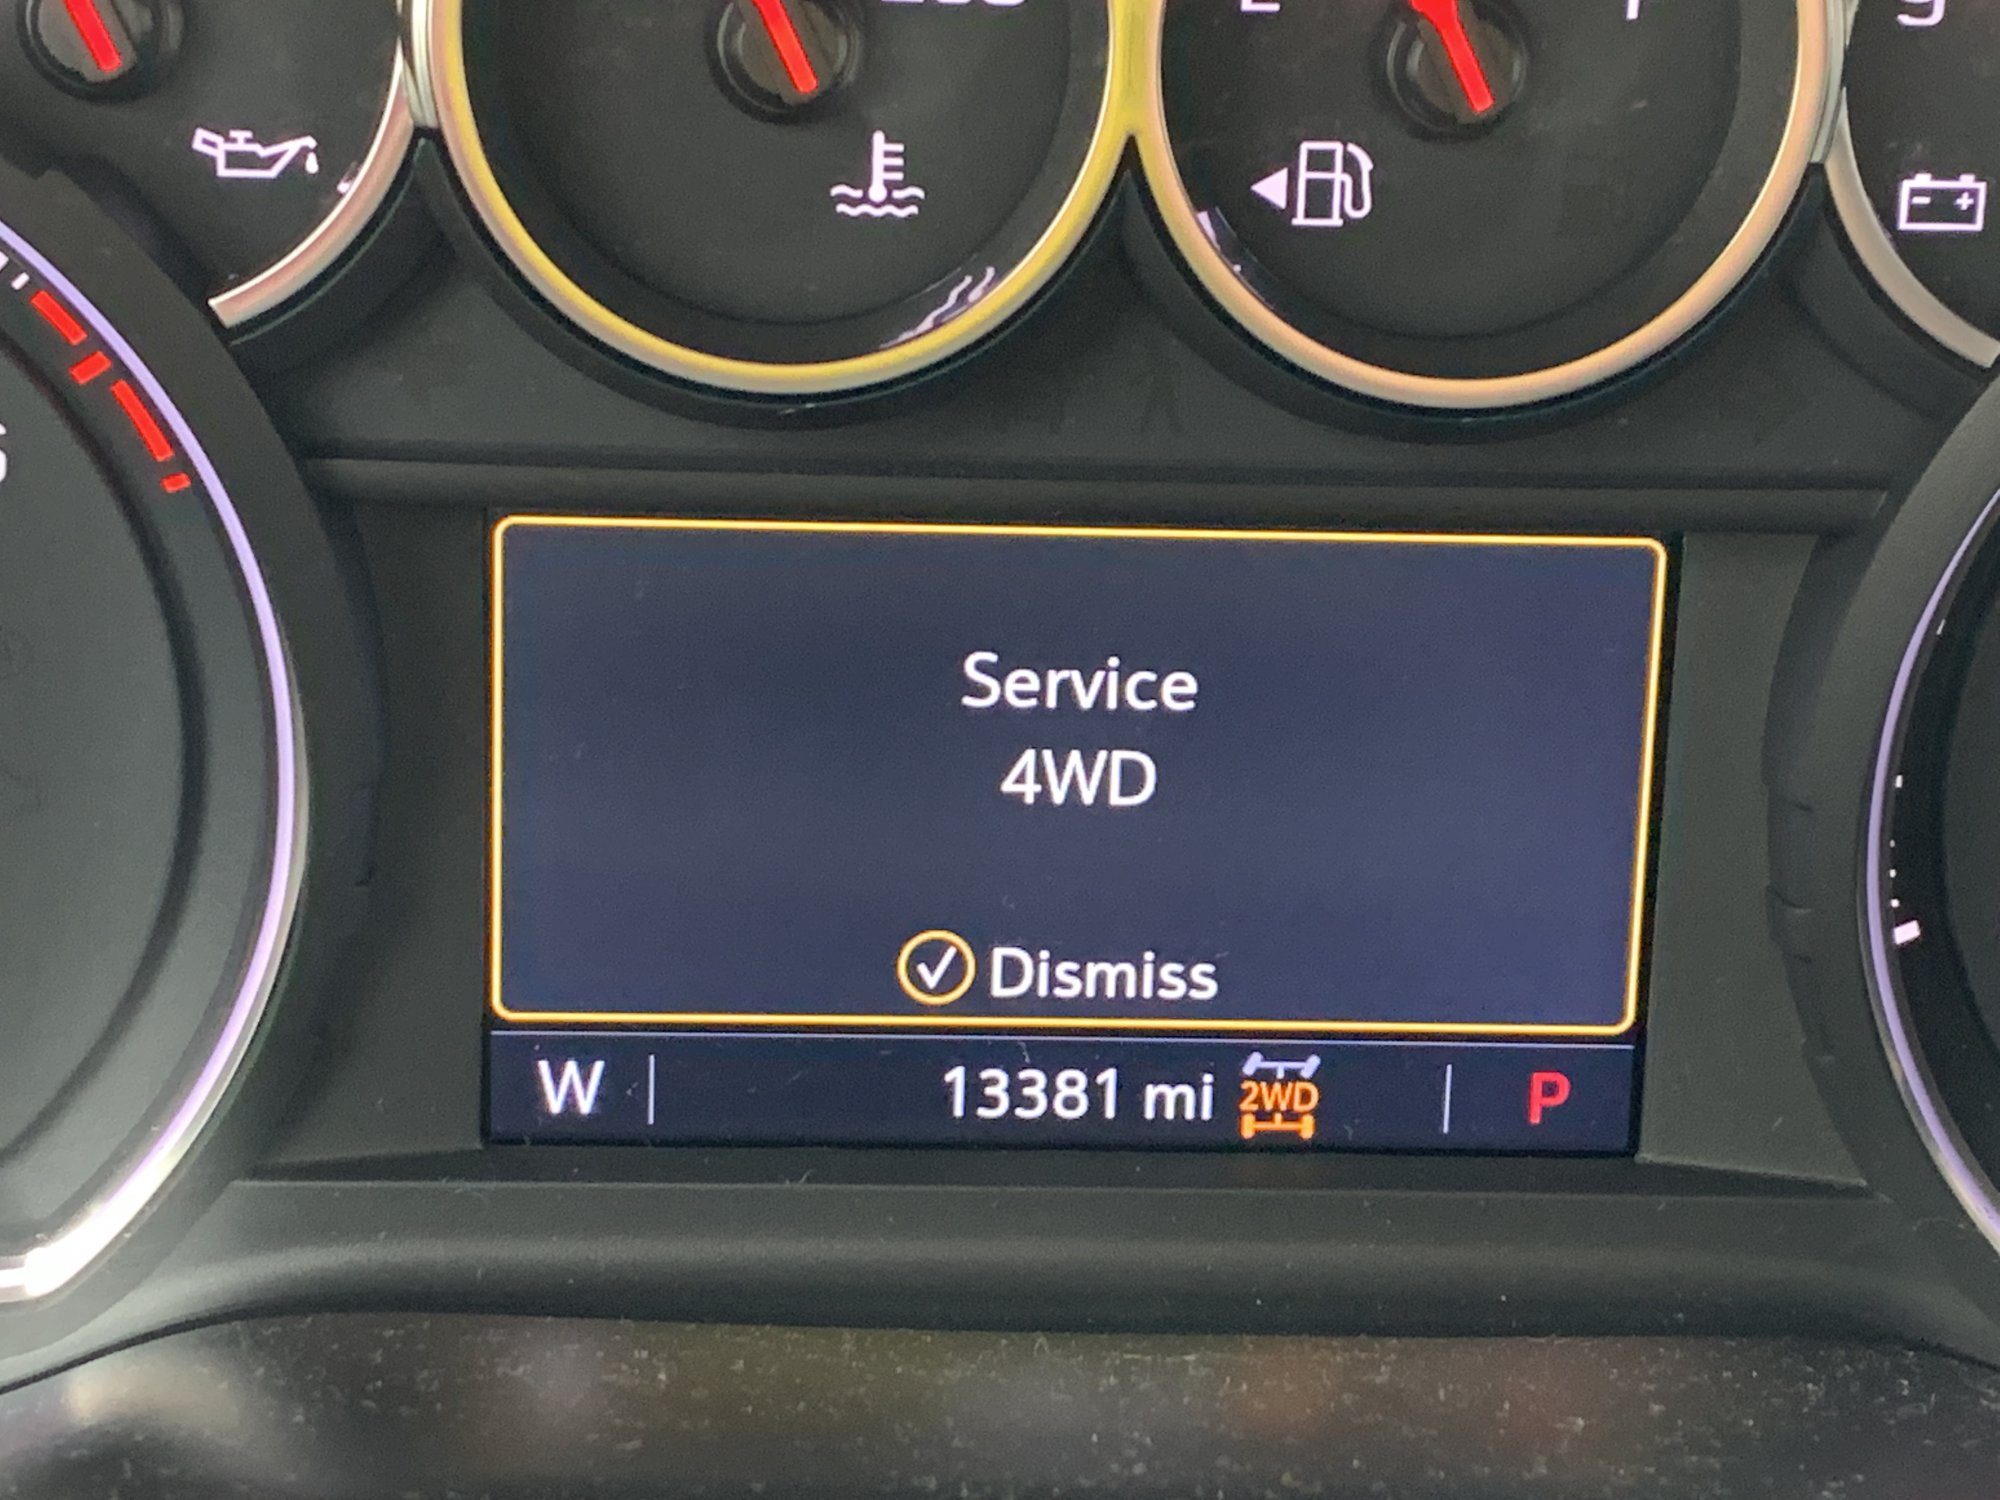 Service
4WD
Dismiss
W 13381 mi 2WD P